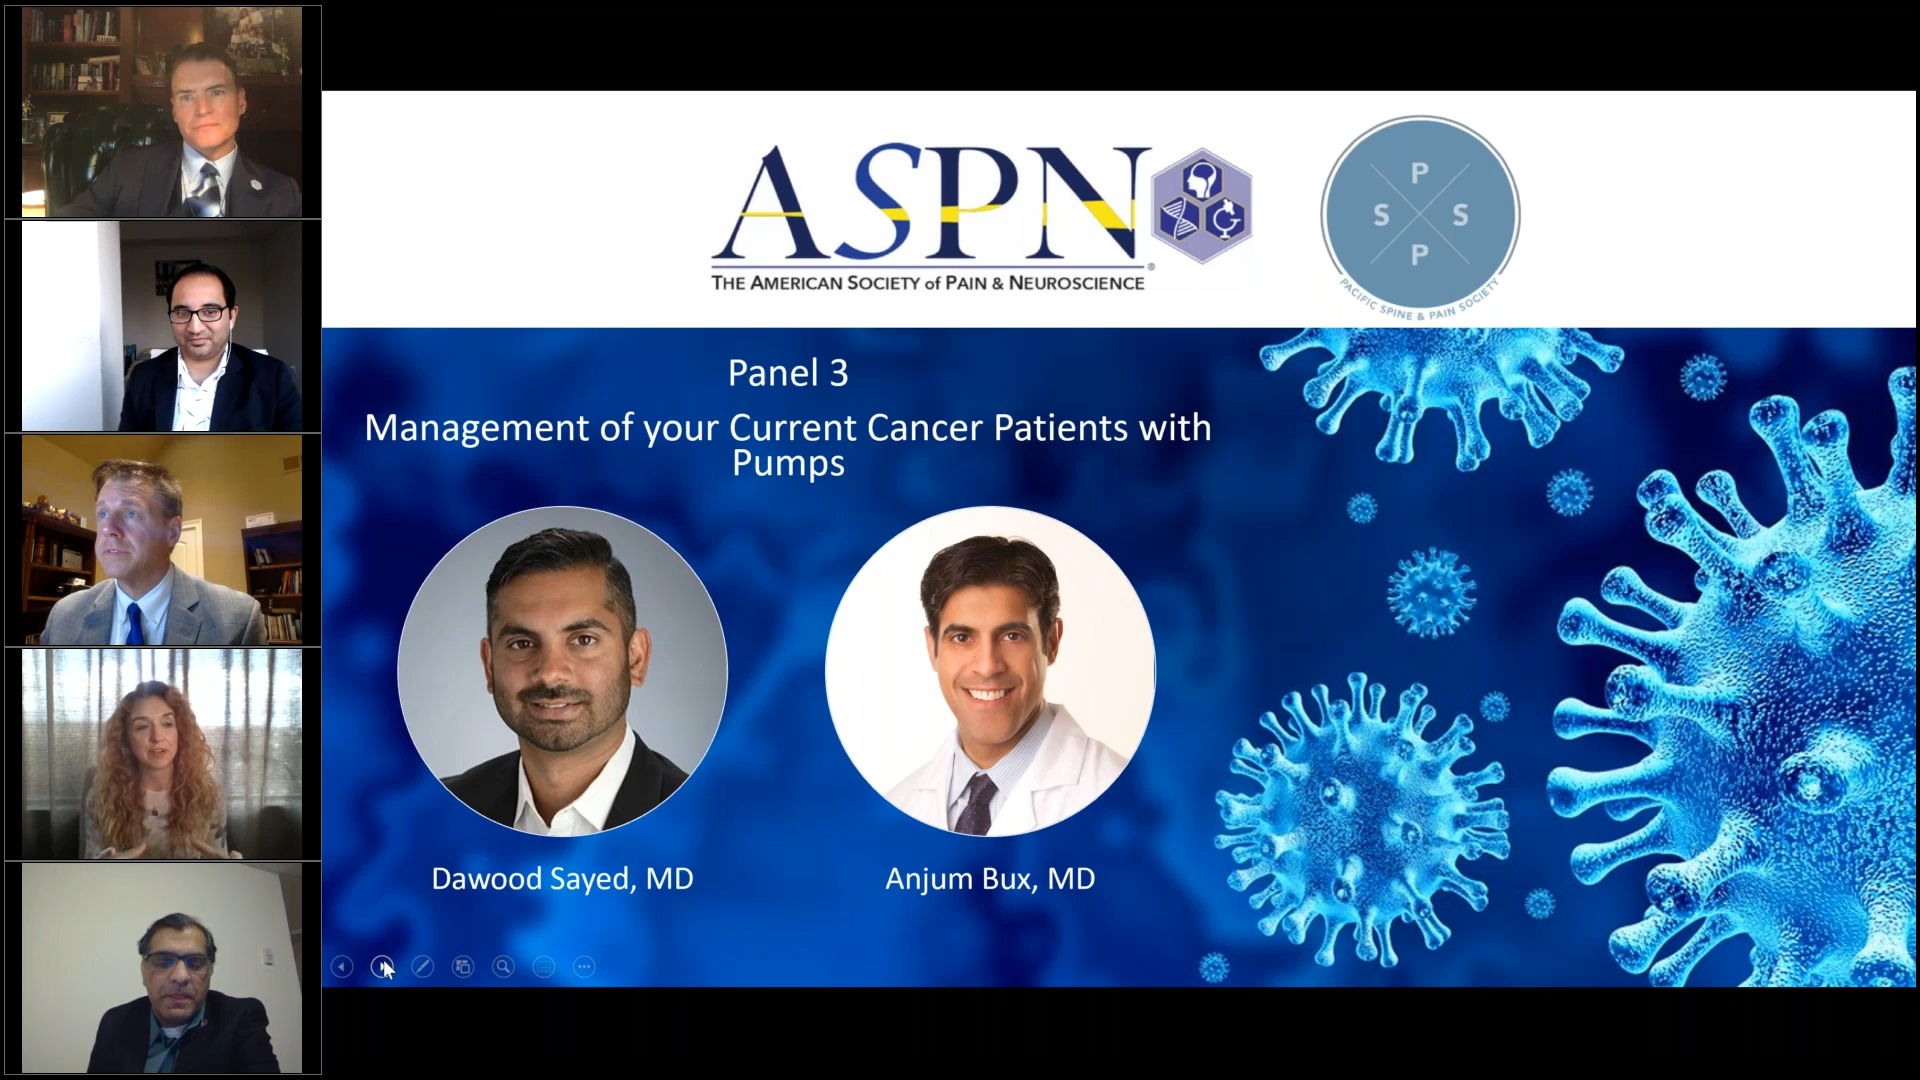 ASPN
®
THE AMERICAN SOCIETY of PAIN & NEUROSCIENCE
P
S S
P
PACIFIC SPINE & PAIN SOCIETY
Panel 3
Management of your Current Cancer Patients with
Pumps
Dawood Sayed, MD
Anjum Bux, MD